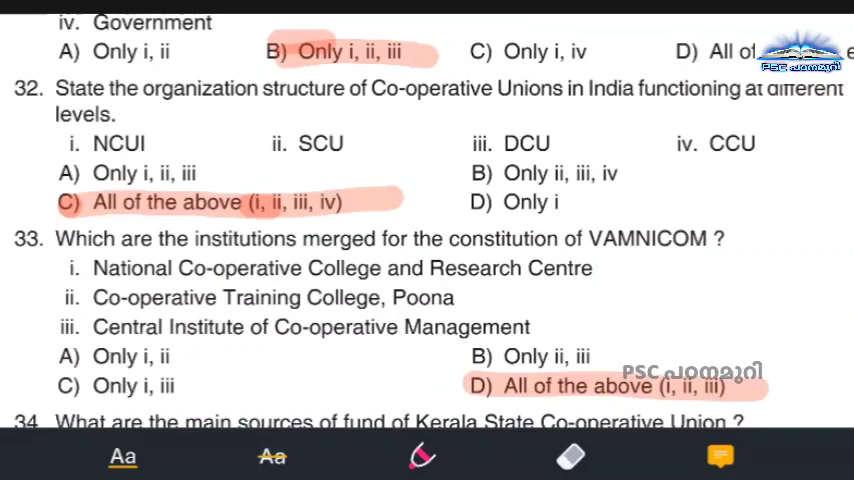 iv. Government
A) Only i, ii B) Only i, ii, iii C) Only i, iv D) All of e
PSC പഠനമുറി
32. State the organization structure of Co-operative Unions in India functioning at different
levels.
i. NCUI ii. SCU iii. DCU iv. CCU
A) Only i, ii, iii B) Only ii, iii, iv
C) All of the above (i, ii, iii, iv) D) Only i
33. Which are the institutions merged for the constitution of VAMNICOM ?
i. National Co-operative College and Research Centre
ii. Co-operative Training College, Poona
iii. Central Institute of Co-operative Management
A) Only i, ii B) Only ii, iii
PSC പഠനമുറി
C) Only i, iii D) All of the above (i, ii, iii)
34. What are the main sources of fund of Kerala State Co-operative Union ?
Aa Aa